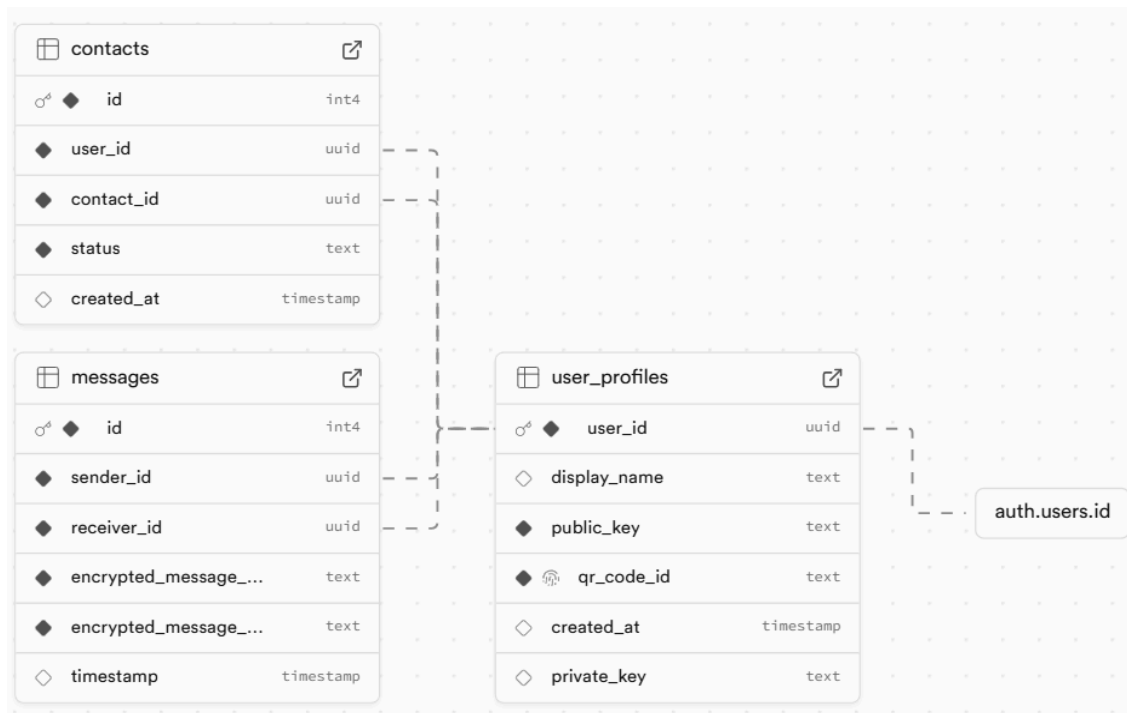 contacts
id int4
user_id uuid
contact_id uuid
status text
created_at timestamp
messages
id int4
sender_id uuid
receiver_id uuid
encrypted_message_... text
encrypted_message_... text
timestamp timestamp
user_profiles
user_id uuid
display_name text
public_key text
qr_code_id text
created_at timestamp
private_key text
auth.users.id